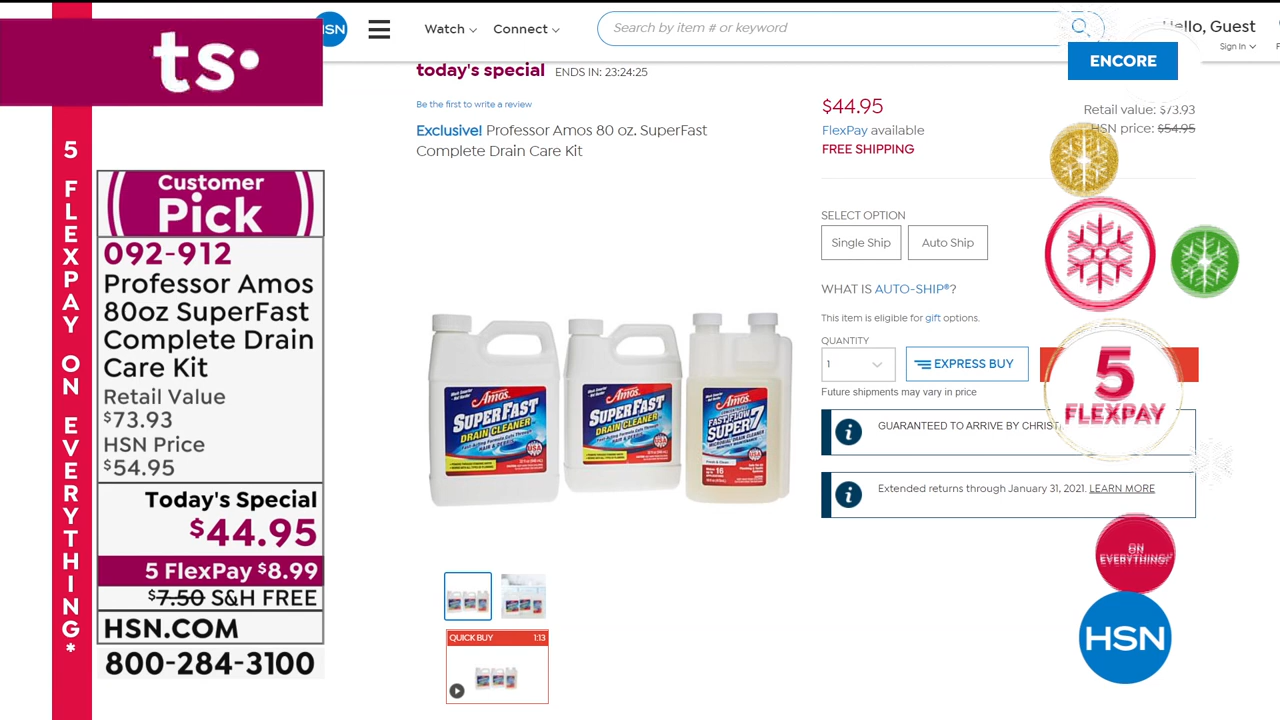 ts.
5 FLEXPAY ON EVERYTHING*
Customer
Pick
092-912
Professor Amos
80oz SuperFast
Complete Drain
Care Kit
Retail Value
$73.93
HSN Price
$54.95
Today's Special
$44.95
5 FlexPay $8.99
$7.50 S&H FREE
HSN.COM
800-284-3100
HSN
Watch
Connect
Search by item # or keyword
Hello, Guest
Sign In
ENCORE
today's special ENDS IN: 23:24:25
Be the first to write a review
Exclusive! Professor Amos 80 oz. SuperFast
Complete Drain Care Kit
$44.95
Retail value: $73.93
HSN price: $54.95
FlexPay available
FREE SHIPPING
SELECT OPTION
Single Ship
Auto Ship
WHAT IS AUTO-SHIP®?
This item is eligible for gift options.
QUANTITY
1
EXPRESS BUY
Future shipments may vary in price
GUARANTEED TO ARRIVE BY CHRIST
Extended returns through January 31, 2021. LEARN MORE
Amos.
SUPERFAST
DRAIN CLEANER
Amos.
SUPERFAST
DRAIN CLEANER
Amos.
FAST FLOW
SUPER 7
QUICK BUY 1:13
5
FLEXPAY
ON
EVERYTHING!*
HSN